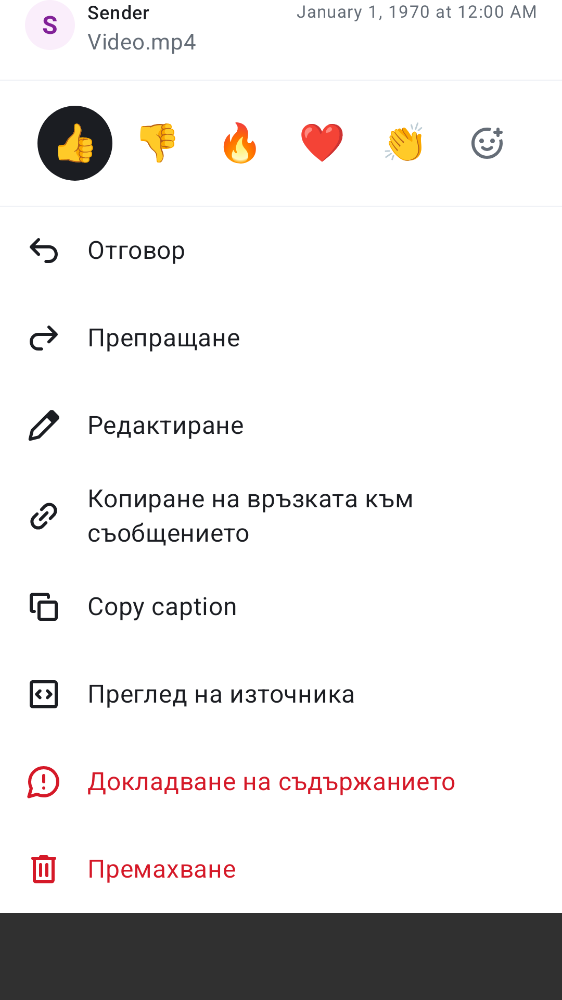 S
Sender
January 1, 1970 at 12:00 AM
Video.mp4
Отговор
Препращане
Редактиране
Копиране на връзката към
съобщението
Copy caption
Преглед на източника
Докладване на съдържанието
Премахване